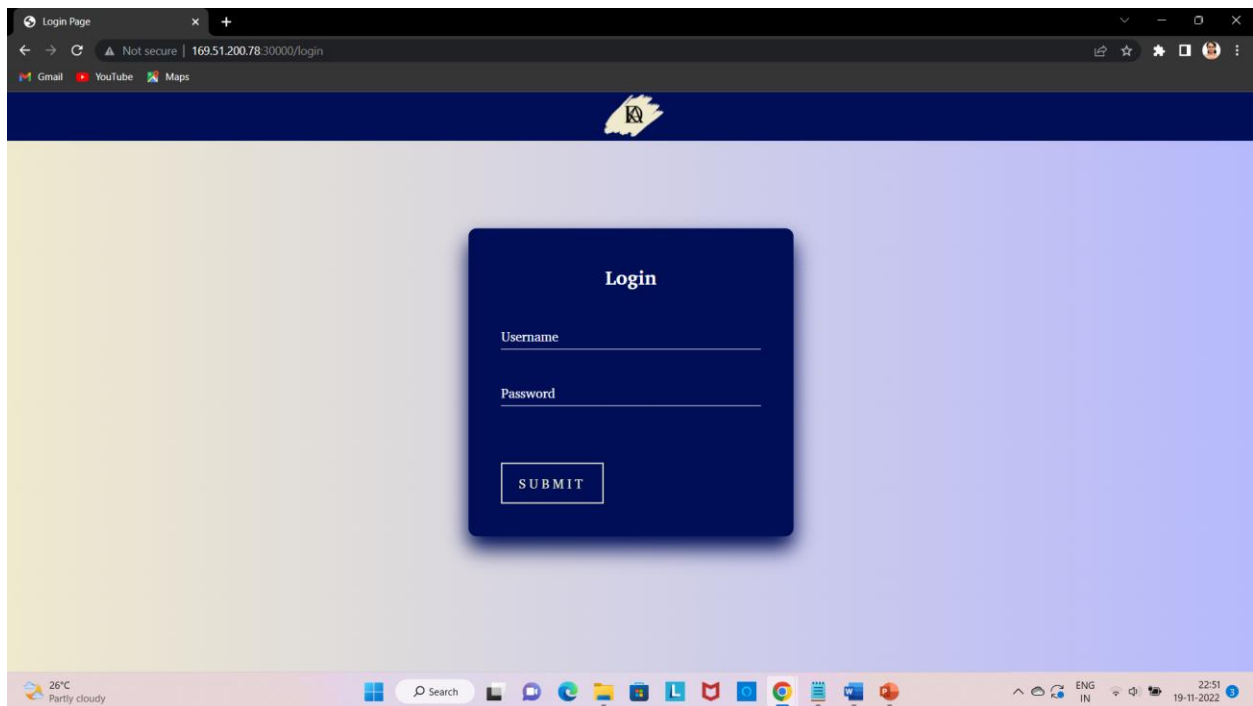 Login Page
Not secure | 169.51.200.78:30000/login
Gmail YouTube Maps
Login
Username
Password
SUBMIT
26°C
Partly cloudy
Search
ENG
IN
22:51
19-11-2022
3